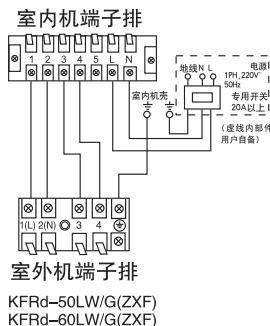 室内机端子排
1 2 3 4 5 L N
地线 N L
电源
1PH, 220V~
50Hz
专用开关
20A以上
室内机壳
(虚线内部件
用户自备)
1(L) 2(N) 3 4
室外机端子排
KFRd-50LW/G(ZXF)
KFRd-60LW/G(ZXF)